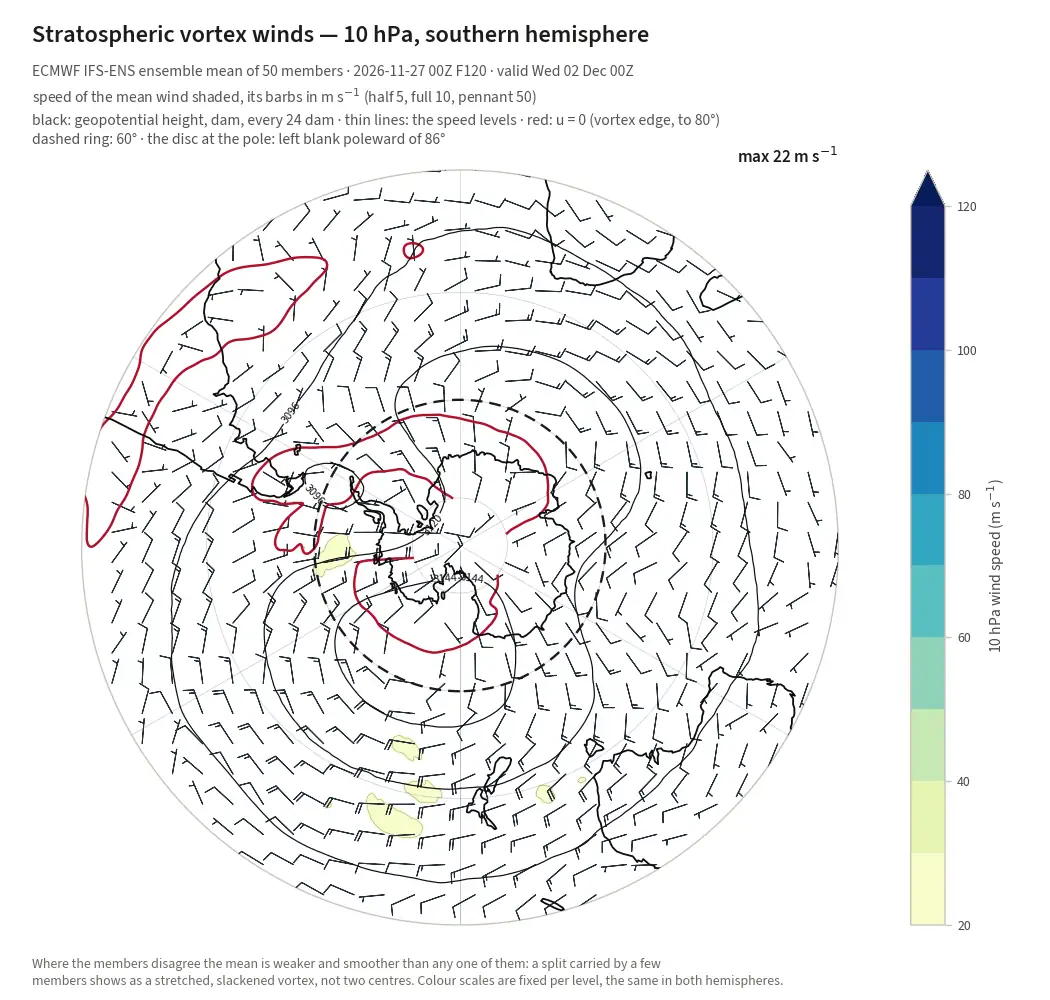 Stratospheric vortex winds — 10 hPa, southern hemisphere
ECMWF IFS-ENS ensemble mean of 50 members · 2026-11-27 00Z F120 · valid Wed 02 Dec 00Z
speed of the mean wind shaded, its barbs in m s⁻¹ (half 5, full 10, pennant 50)
black: geopotential height, dam, every 24 dam · thin lines: the speed levels · red: u = 0 (vortex edge, to 80°)
dashed ring: 60° · the disc at the pole: left blank poleward of 86°
max 22 m s⁻¹
120
100
80
60
40
20
10 hPa wind speed (m s⁻¹)
3096
3096
3144
Where the members disagree the mean is weaker and smoother than any one of them: a split carried by a few
members shows as a stretched, slackened vortex, not two centres. Colour scales are fixed per level, the same in both hemispheres.